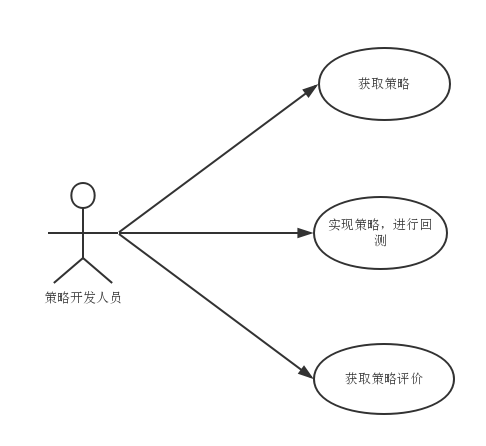 获取策略
实现策略，进行回
测
策略开发人员
获取策略评价